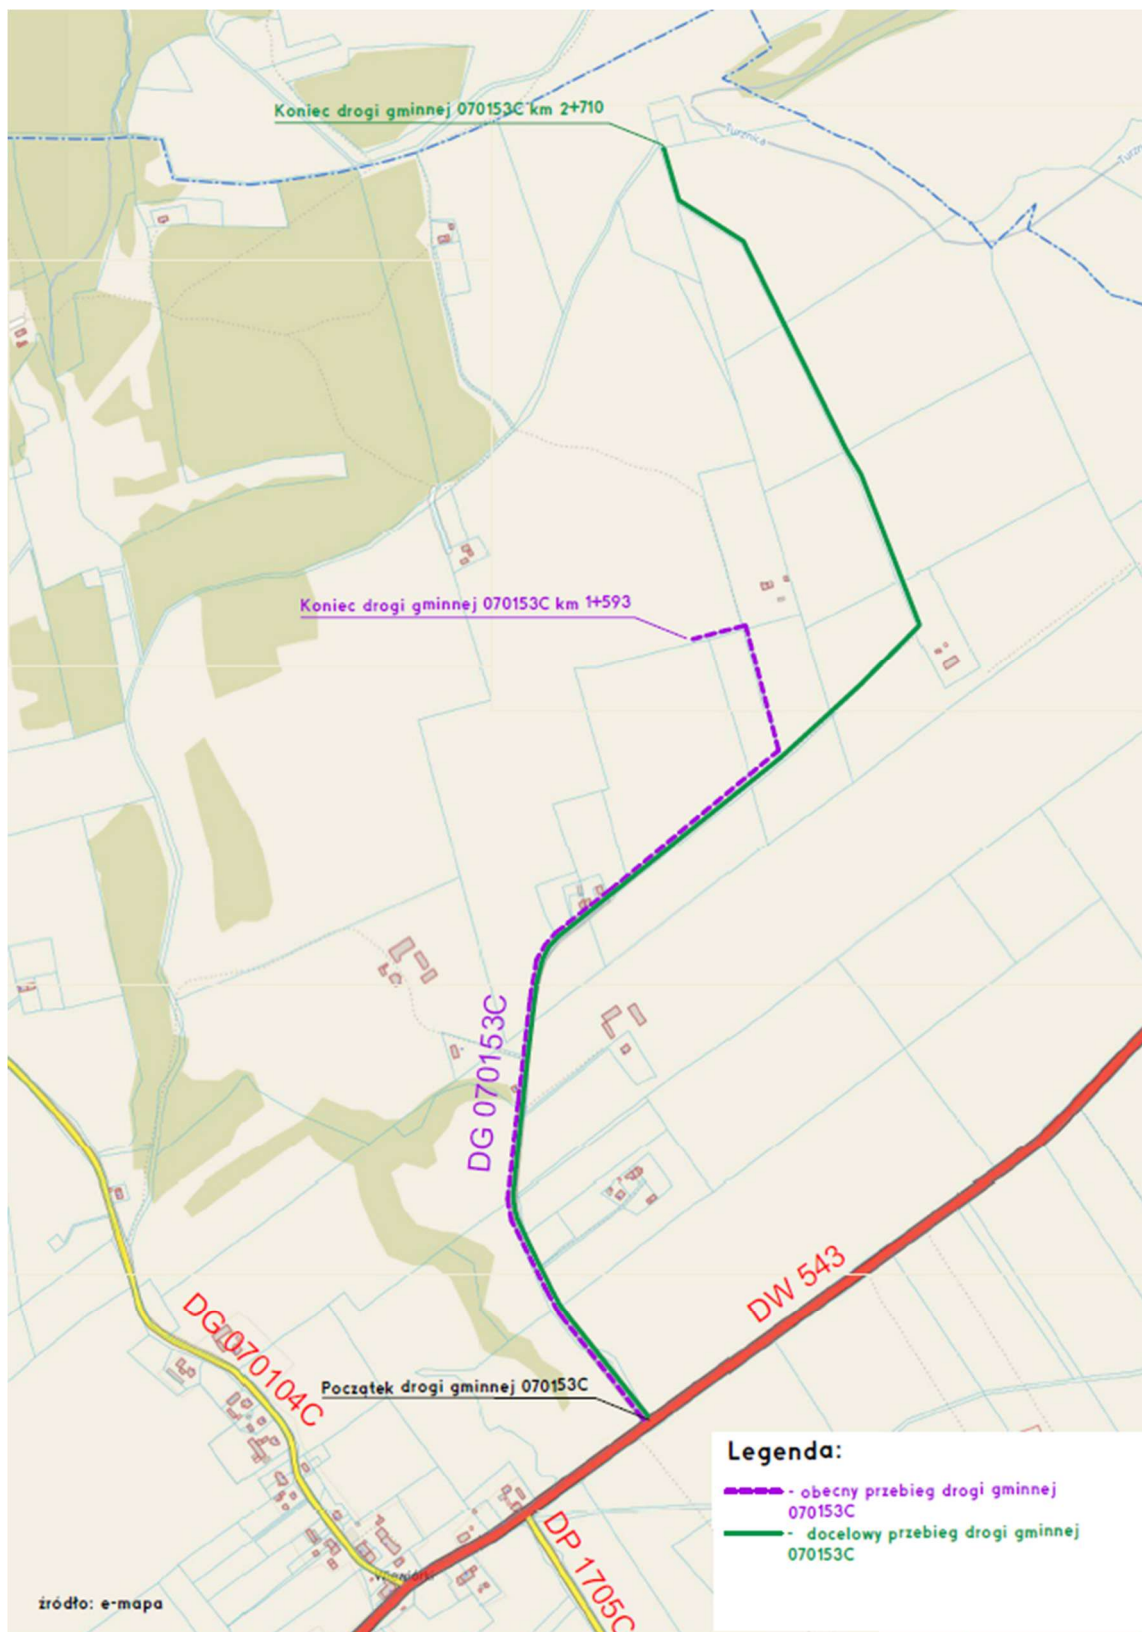 Koniec drogi gminnej 070153C km 2+710
Turznica
Koniec drogi gminnej 070153C km 1+593
DG 070153C
DW 543
DG 070104C
Początek drogi gminnej 070153C
DP 1705C
Legenda:
- obecny przebieg drogi gminnej
070153C
- docelowy przebieg drogi gminnej
070153C
źródło: e-mapa